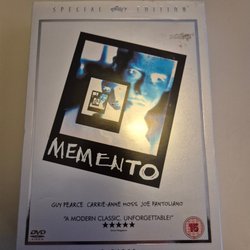 SPECIAL EDITION
MEMENTO
GUY PEARCE CARRIE-ANNE MOSS JOE PANTOLIANO
"A MODERN CLASSIC. UNFORGETTABLE!"
★★★★★
DVD
15